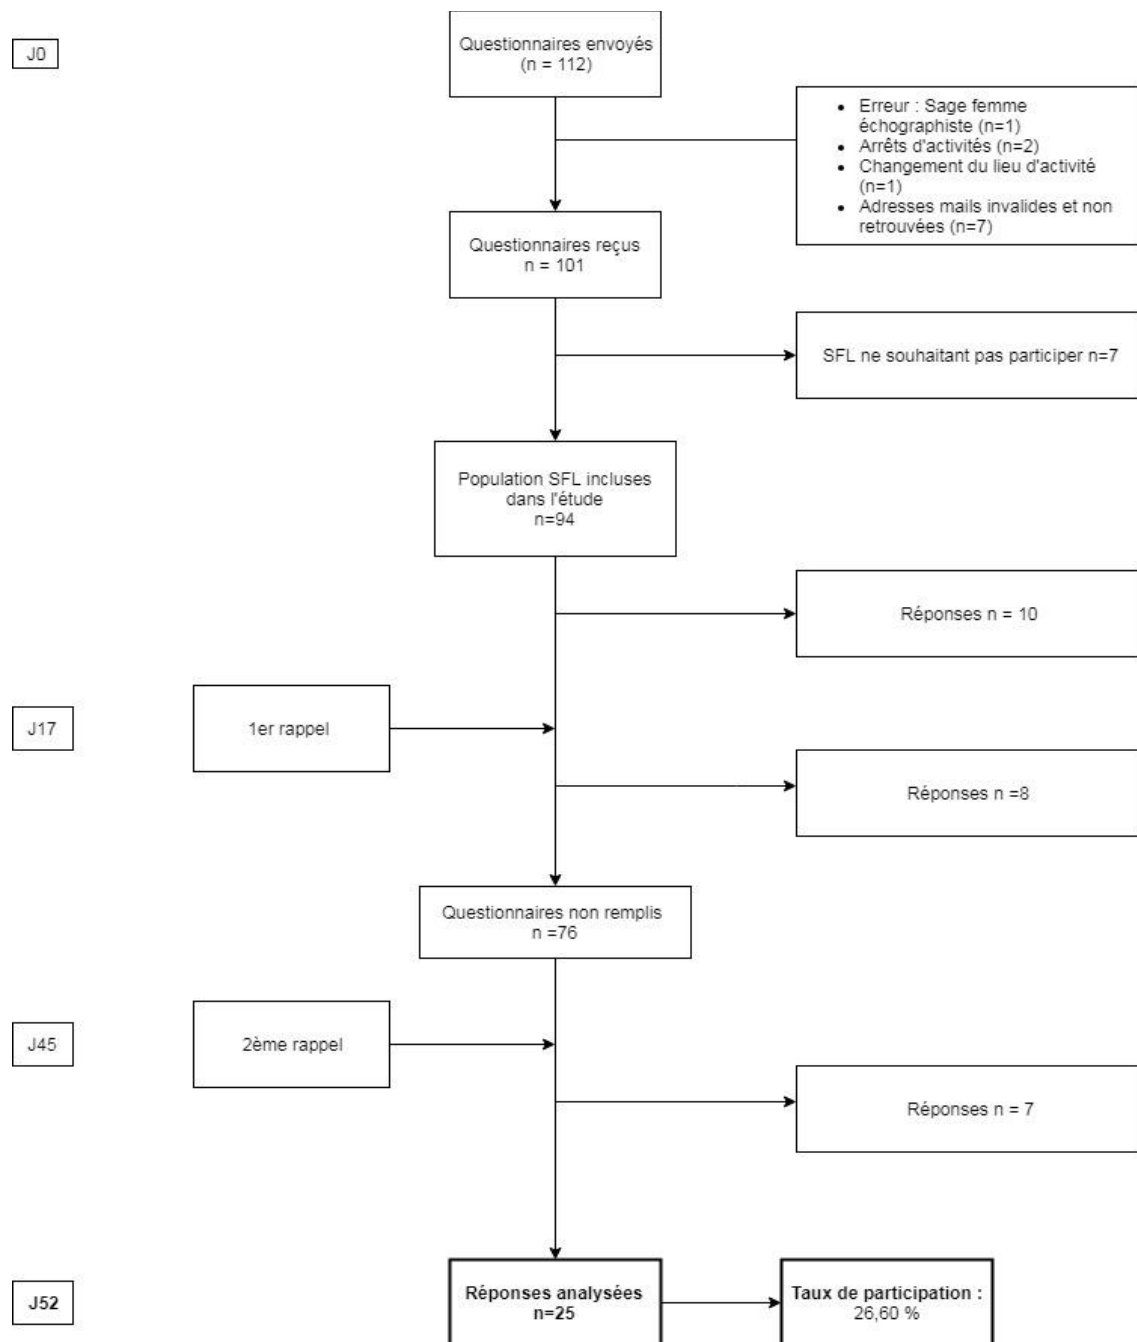 J0
Questionnaires envoyés
(n = 112)
• Erreur : Sage femme
échographiste (n=1)
• Arrêts d'activités (n=2)
• Changement du lieu d'activité
(n=1)
• Adresses mails invalides et non
retrouvées (n=7)
Questionnaires reçus
n = 101
SFL ne souhaitant pas participer n=7
Population SFL incluses
dans l'étude
n=94
Réponses n = 10
J17
1er rappel
Réponses n =8
Questionnaires non remplis
n =76
J45
2ème rappel
Réponses n = 7
J52
Réponses analysées
n=25
Taux de participation :
26,60 %